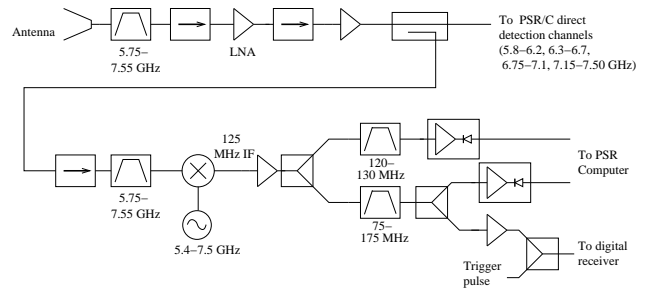 Antenna
5.75–
7.55 GHz
LNA
To PSR/C direct
detection channels
(5.8–6.2, 6.3–6.7,
6.75–7.1, 7.15–7.50 GHz)
125
MHz IF
5.75–
7.55 GHz
5.4–7.5 GHz
120–
130 MHz
75–
175 MHz
To PSR
Computer
Trigger
pulse
To digital
receiver